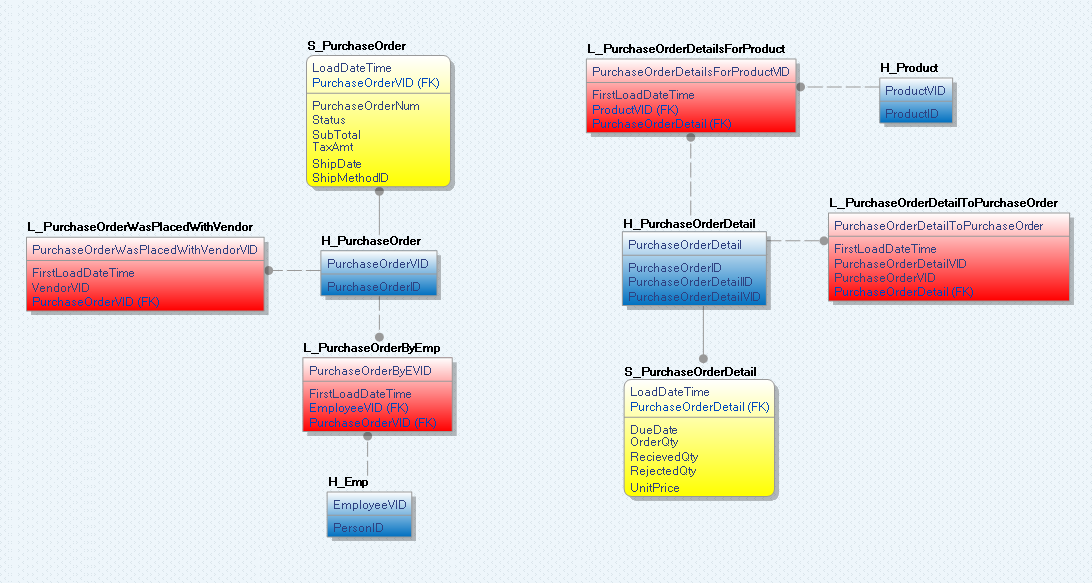 S_PurchaseOrder
LoadDateTime
PurchaseOrderVID (FK)
PurchaseOrderNum
Status
SubTotal
TaxAmt
ShipDate
ShipMethodID
L_PurchaseOrderWasPlacedWithVendor
PurchaseOrderWasPlacedWithVendorVID
FirstLoadDateTime
VendorVID
PurchaseOrderVID (FK)
H_PurchaseOrder
PurchaseOrderVID
PurchaseOrderID
L_PurchaseOrderByEmp
PurchaseOrderByEVID
FirstLoadDateTime
EmployeeVID (FK)
PurchaseOrderVID (FK)
H_Emp
EmployeeVID
PersonID
L_PurchaseOrderDetailsForProduct
PurchaseOrderDetailsForProductVID
FirstLoadDateTime
ProductVID (FK)
PurchaseOrderDetail (FK)
H_Product
ProductVID
ProductID
H_PurchaseOrderDetail
PurchaseOrderDetail
PurchaseOrderID
PurchaseOrderDetailID
PurchaseOrderDetailVID
L_PurchaseOrderDetailToPurchaseOrder
PurchaseOrderDetailToPurchaseOrder
FirstLoadDateTime
PurchaseOrderDetailVID
PurchaseOrderVID
PurchaseOrderDetail (FK)
S_PurchaseOrderDetail
LoadDateTime
PurchaseOrderDetail (FK)
DueDate
OrderQty
RecievedQty
RejectedQty
UnitPrice